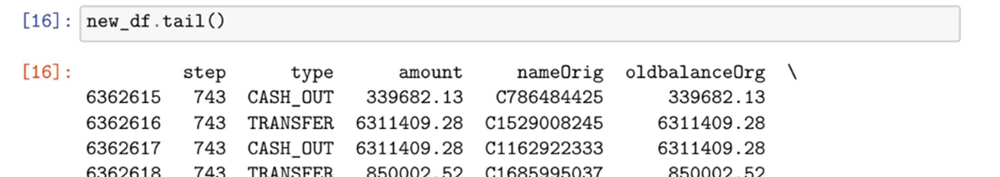 [16]: new_df.tail()
[16]: step type amount nameOrig oldbalanceOrg \
6362615 743 CASH_OUT 339682.13 C786484425 339682.13
6362616 743 TRANSFER 6311409.28 C1529008245 6311409.28
6362617 743 CASH_OUT 6311409.28 C1162922333 6311409.28
6362618 743 TRANSFER 850002.52 C1685995037 850002.52